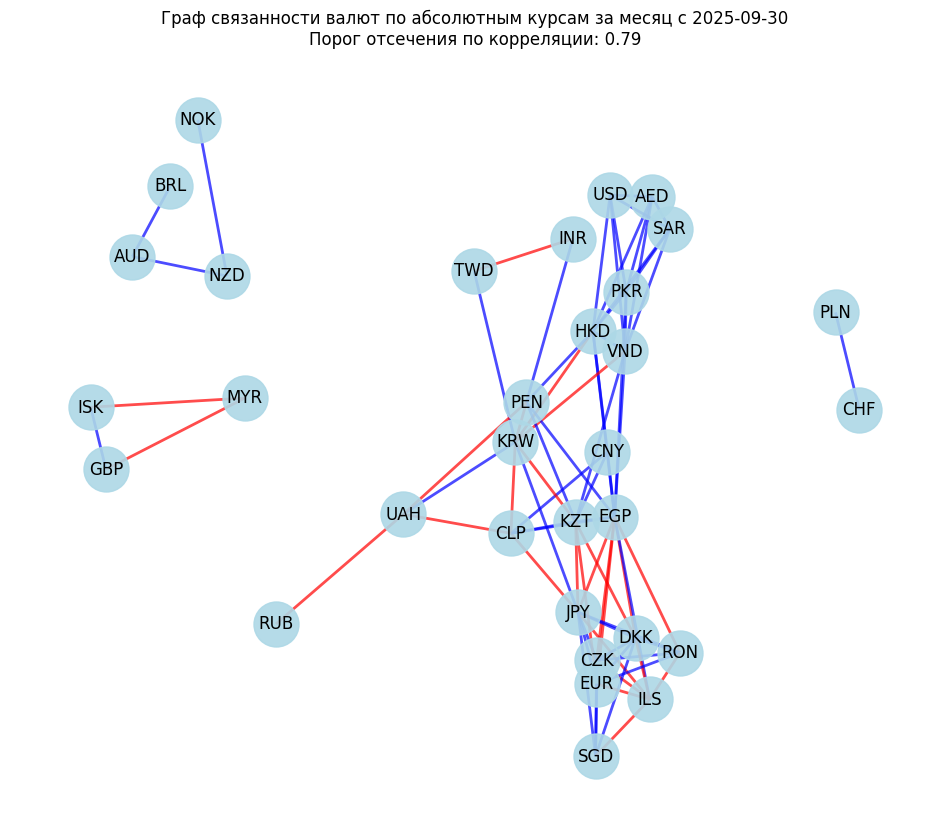 Граф связанности валют по абсолютным курсам за месяц с 2025-09-30
Порог отсечения по корреляции: 0.79
NOK
BRL
USD
AED
SAR
INR
AUD
TWD
NZD
PKR
PLN
HKD
VND
MYR
PEN
ISK
CHF
KRW
CNY
GBP
UAH
EGP
KZT
CLP
JPY
RUB
DKK
RON
CZK
EUR
ILS
SGD